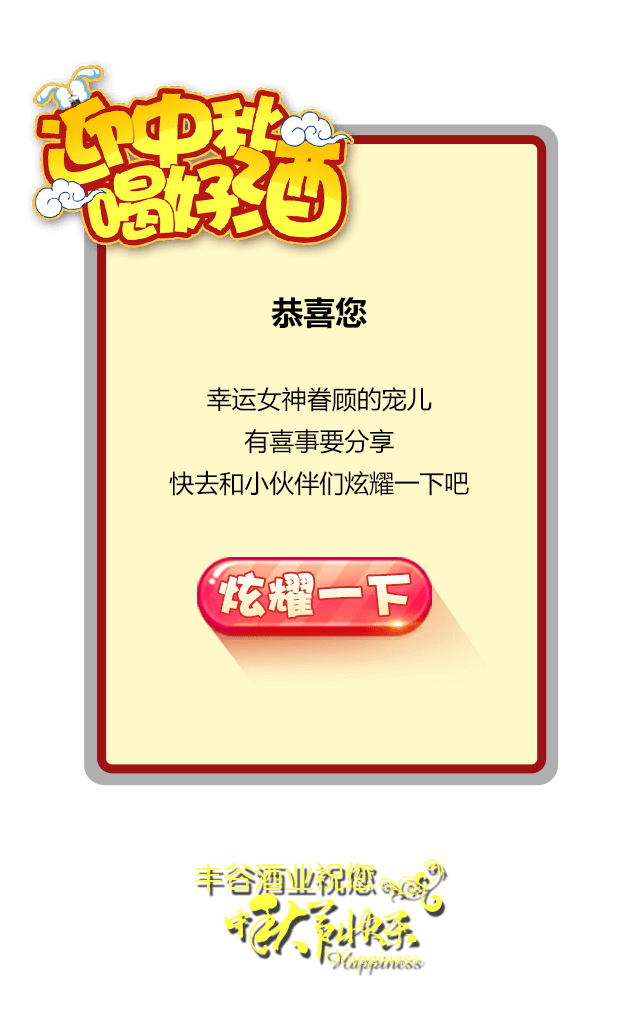 迎中秋
喝好酒
恭喜您
幸运女神眷顾的宠儿
有喜事要分享
快去和小伙伴们炫耀一下吧
炫耀一下
丰谷酒业祝您
中秋节快乐
Happiness